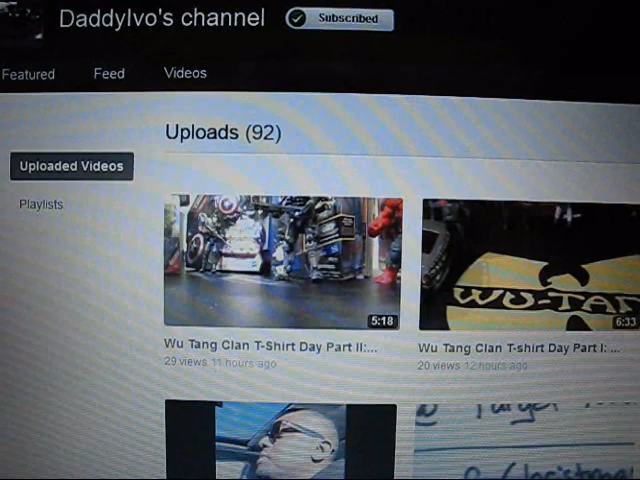 DaddyIvo's channel
Subscribed
Featured
Feed
Videos
Uploads (92)
Uploaded Videos
Playlists
5:18
WU-TAN
6:33
Wu Tang Clan T-Shirt Day Part II:...
29 views 11 hours ago
Wu Tang Clan T-shirt Day Part I:...
20 views 12 hours ago
@ Target